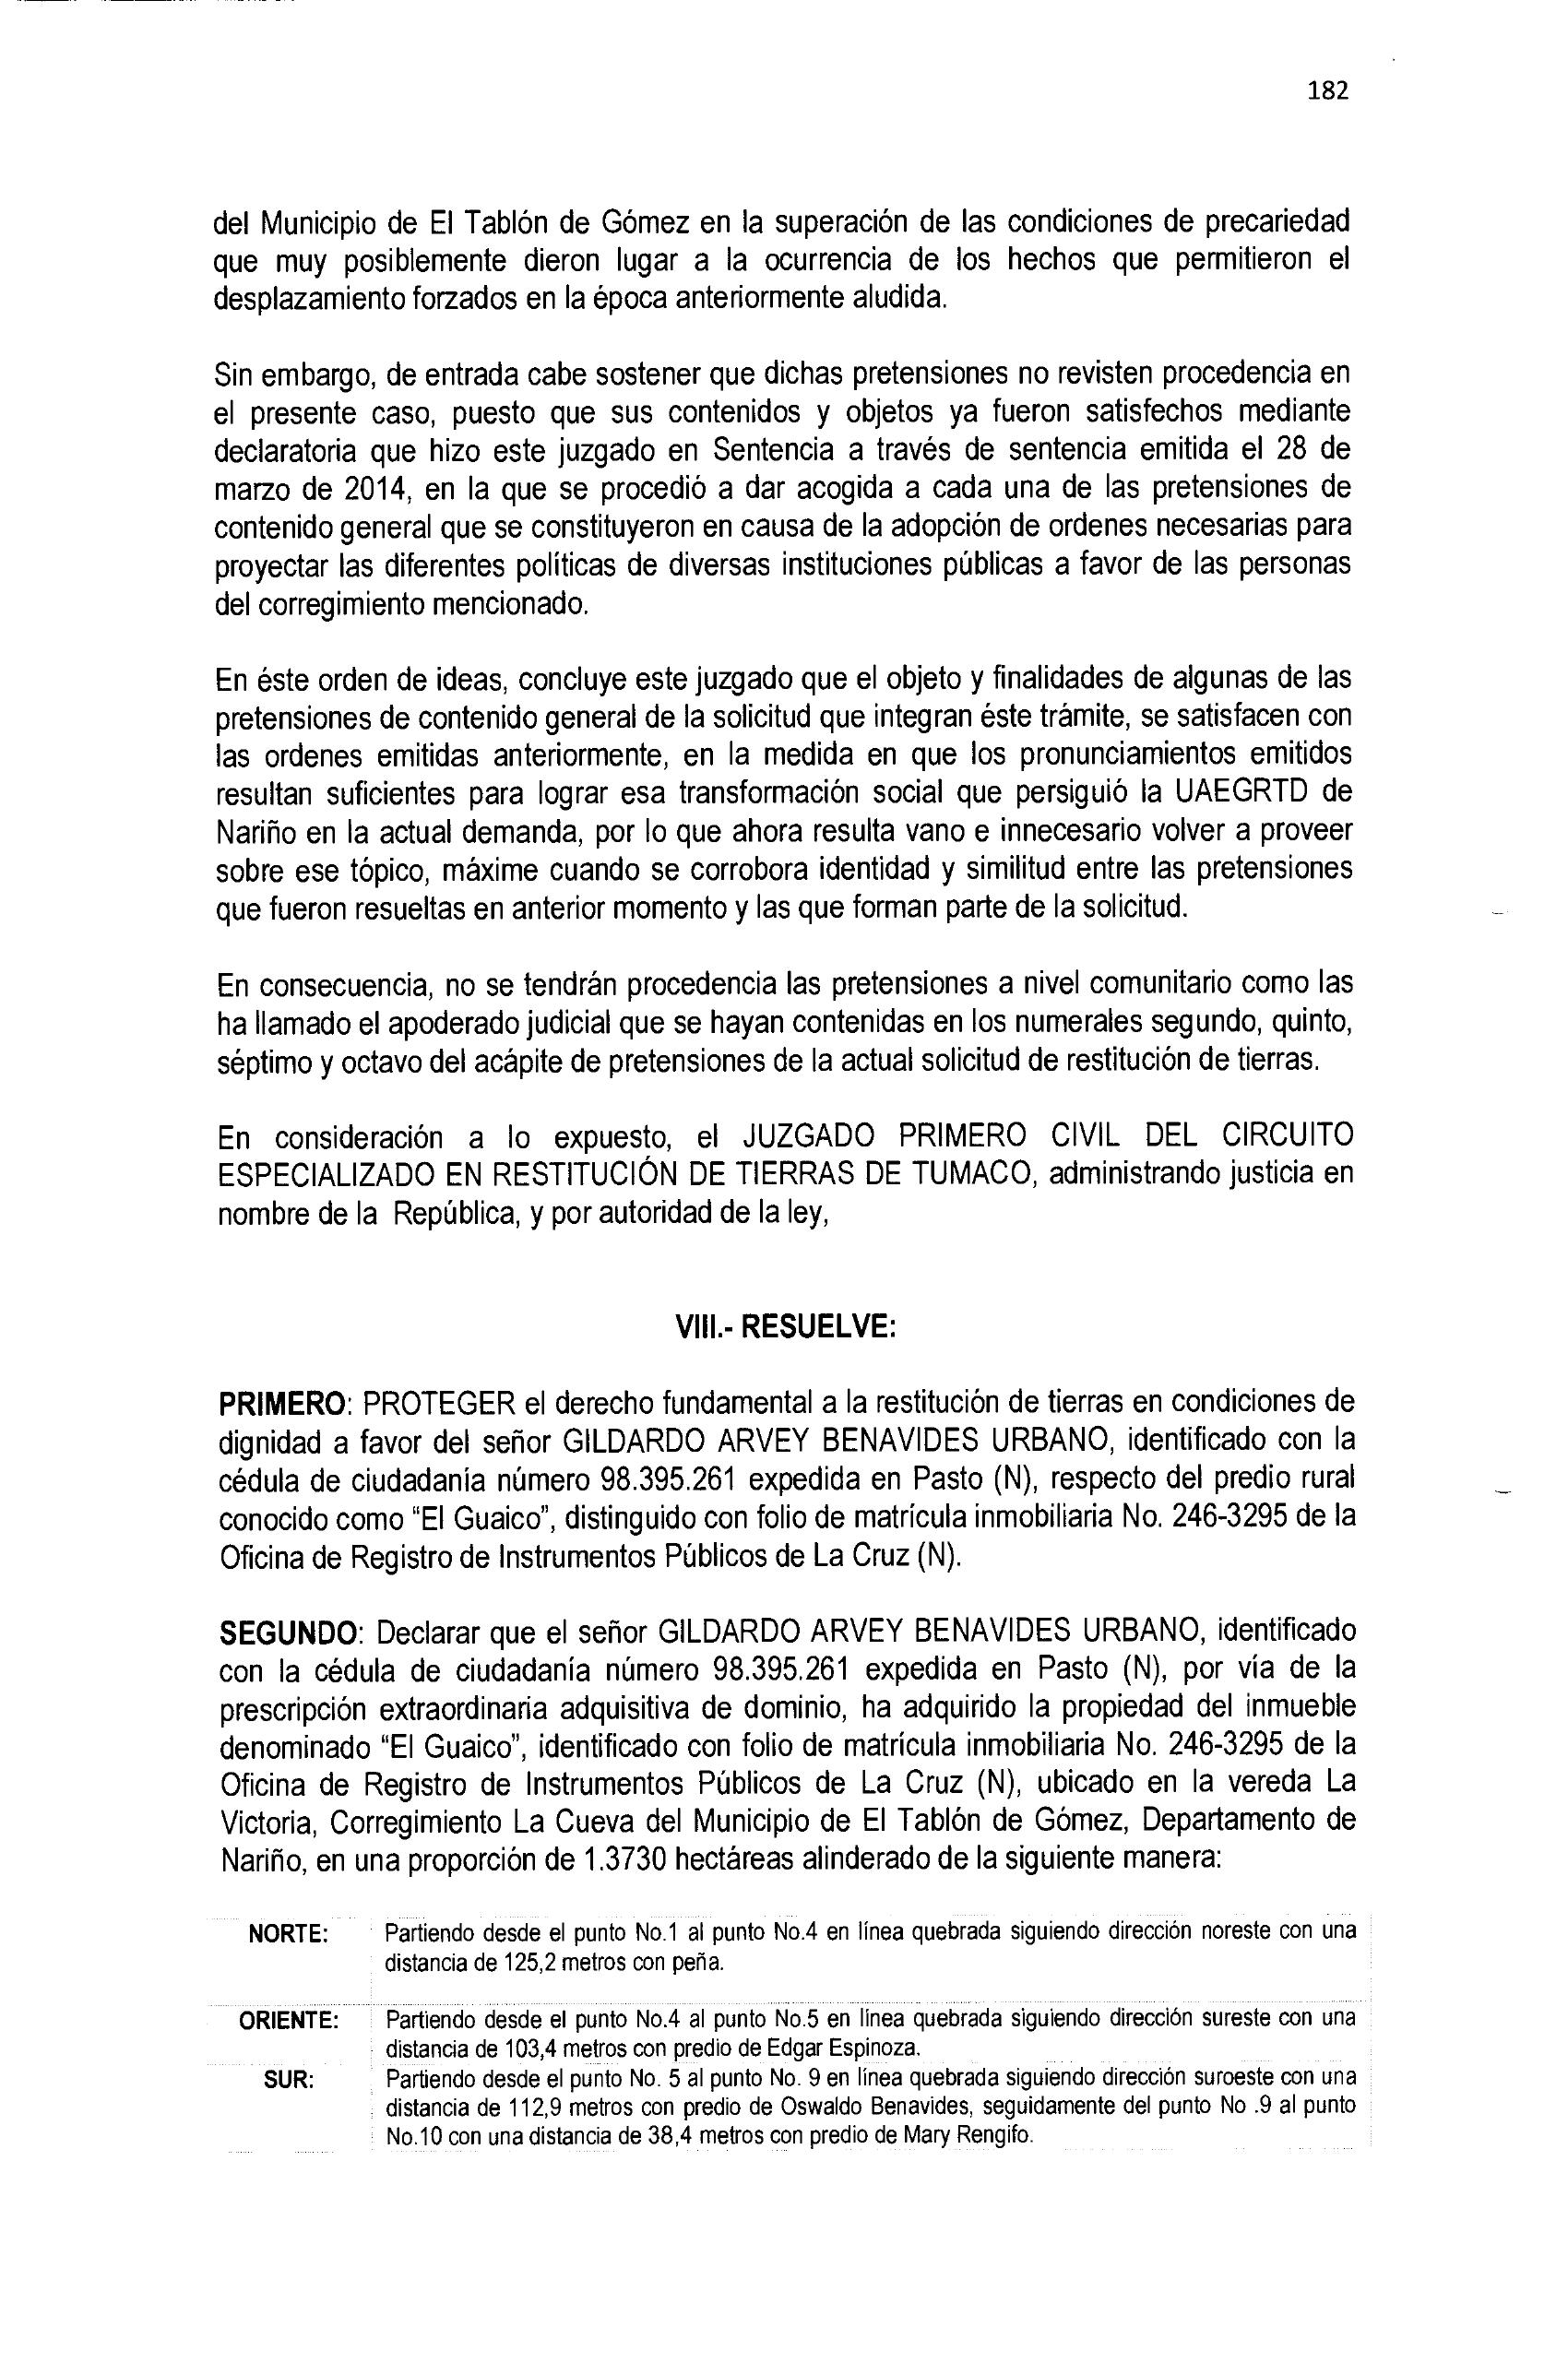 182
del Municipio de El Tablón de Gómez en la superación de las condiciones de precariedad
que muy posiblemente dieron lugar a la ocurrencia de los hechos que permitieron el
desplazamiento forzados en la época anteriormente aludida.
Sin embargo, de entrada cabe sostener que dichas pretensiones no revisten procedencia en
el presente caso, puesto que sus contenidos y objetos ya fueron satisfechos mediante
declaratoria que hizo este juzgado en Sentencia a través de sentencia emitida el 28 de
marzo de 2014, en la que se procedió a dar acogida a cada una de las pretensiones de
contenido general que se constituyeron en causa de la adopción de ordenes necesarias para
proyectar las diferentes políticas de diversas instituciones públicas a favor de las personas
del corregimiento mencionado.
En éste orden de ideas, concluye este juzgado que el objeto y finalidades de algunas de las
pretensiones de contenido general de la solicitud que integran éste trámite, se satisfacen con
las ordenes emitidas anteriormente, en la medida en que los pronunciamientos emitidos
resultan suficientes para lograr esa transformación social que persiguió la UAEGRTD de
Nariño en la actual demanda, por lo que ahora resulta vano e innecesario volver a proveer
sobre ese tópico, máxime cuando se corrobora identidad y similitud entre las pretensiones
que fueron resueltas en anterior momento y las que forman parte de la solicitud.
En consecuencia, no se tendrán procedencia las pretensiones a nivel comunitario como las
ha llamado el apoderado judicial que se hayan contenidas en los numerales segundo, quinto,
séptimo y octavo del acápite de pretensiones de la actual solicitud de restitución de tierras.
En consideración a lo expuesto, el JUZGADO PRIMERO CIVIL DEL CIRCUITO
ESPECIALIZADO EN RESTITUCIÓN DE TIERRAS DE TUMACO, administrando justicia en
nombre de la República, y por autoridad de la ley,
VIII.- RESUELVE:
PRIMERO: PROTEGER el derecho fundamental a la restitución de tierras en condiciones de
dignidad a favor del señor GILDARDO ARVEY BENAVIDES URBANO, identificado con la
cédula de ciudadanía número 98.395.261 expedida en Pasto (N), respecto del predio rural
conocido como “El Guaico”, distinguido con folio de matrícula inmobiliaria No. 246-3295 de la
Oficina de Registro de Instrumentos Públicos de La Cruz (N).
SEGUNDO: Declarar que el señor GILDARDO ARVEY BENAVIDES URBANO, identificado
con la cédula de ciudadanía número 98.395.261 expedida en Pasto (N), por vía de la
prescripción extraordinaria adquisitiva de dominio, ha adquirido la propiedad del inmueble
denominado “El Guaico”, identificado con folio de matrícula inmobiliaria No. 246-3295 de la
Oficina de Registro de Instrumentos Públicos de La Cruz (N), ubicado en la vereda La
Victoria, Corregimiento La Cueva del Municipio de El Tablón de Gómez, Departamento de
Nariño, en una proporción de 1.3730 hectáreas alinderado de la siguiente manera:
NORTE: Partiendo desde el punto No.1 al punto No.4 en línea quebrada siguiendo dirección noreste con una
distancia de 125,2 metros con peña.
ORIENTE: Partiendo desde el punto No.4 al punto No.5 en línea quebrada siguiendo dirección sureste con una
distancia de 103,4 metros con predio de Edgar Espinoza.
SUR: Partiendo desde el punto No. 5 al punto No. 9 en línea quebrada siguiendo dirección suroeste con una
distancia de 112,9 metros con predio de Oswaldo Benavides, seguidamente del punto No .9 al punto
No.10 con una distancia de 38,4 metros con predio de Mary Rengifo.